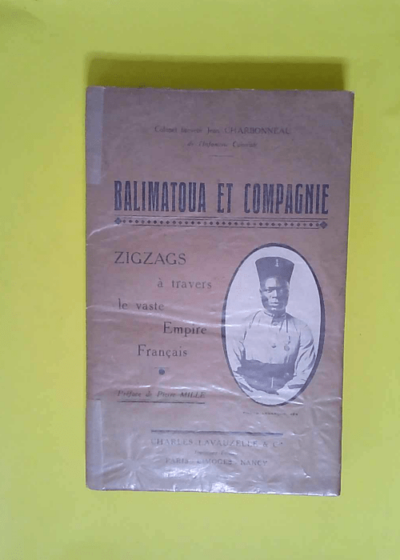 Colonel breveté Jean CHARBONNEAU
de l'Infanterie Coloniale
BALIMATOUA ET COMPAGNIE
ZIGZAGS
à travers
le vaste
Empire
Français
Préface de Pierre MILLE
CHARLES-LAVAUZELLE & Cie
PARIS, LIMOGES, NANCY